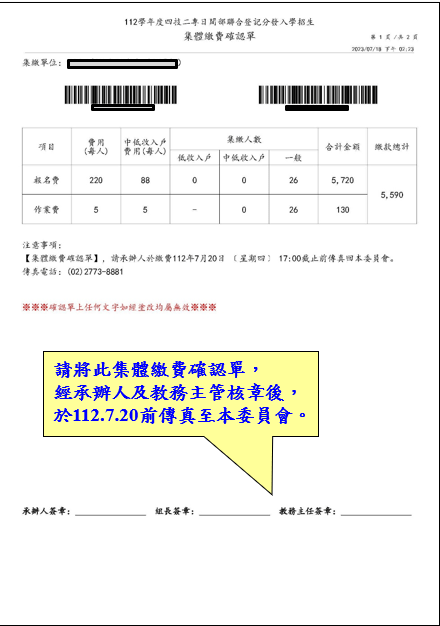 112學年度四技二專日間部聯合登記分發入學招生
集體繳費確認單
第 1 頁 /共 2 頁
2023/07/18 下午 02:23
集繳單位:
項目 費用(每人) 中低收入戶費用(每人) 集繳人數 合計金額 繳款總計
低收入戶 中低收入戶 一般
報名費 220 88 0 0 26 5,720 5,590
作業費 5 5 - 0 26 130
注意事項:
【集體繳費確認單】，請承辦人於繳費112年7月20日〔星期四〕 17:00截止前傳真回本委員會。
傳真電話:(02)2773-8881
※※※確認單上任何文字如經塗改均屬無效※※※
請將此集體繳費確認單，
經承辦人及教務主管核章後，
於112.7.20前傳真至本委員會。
承辦人簽章: 組長簽章: 教務主任簽章: